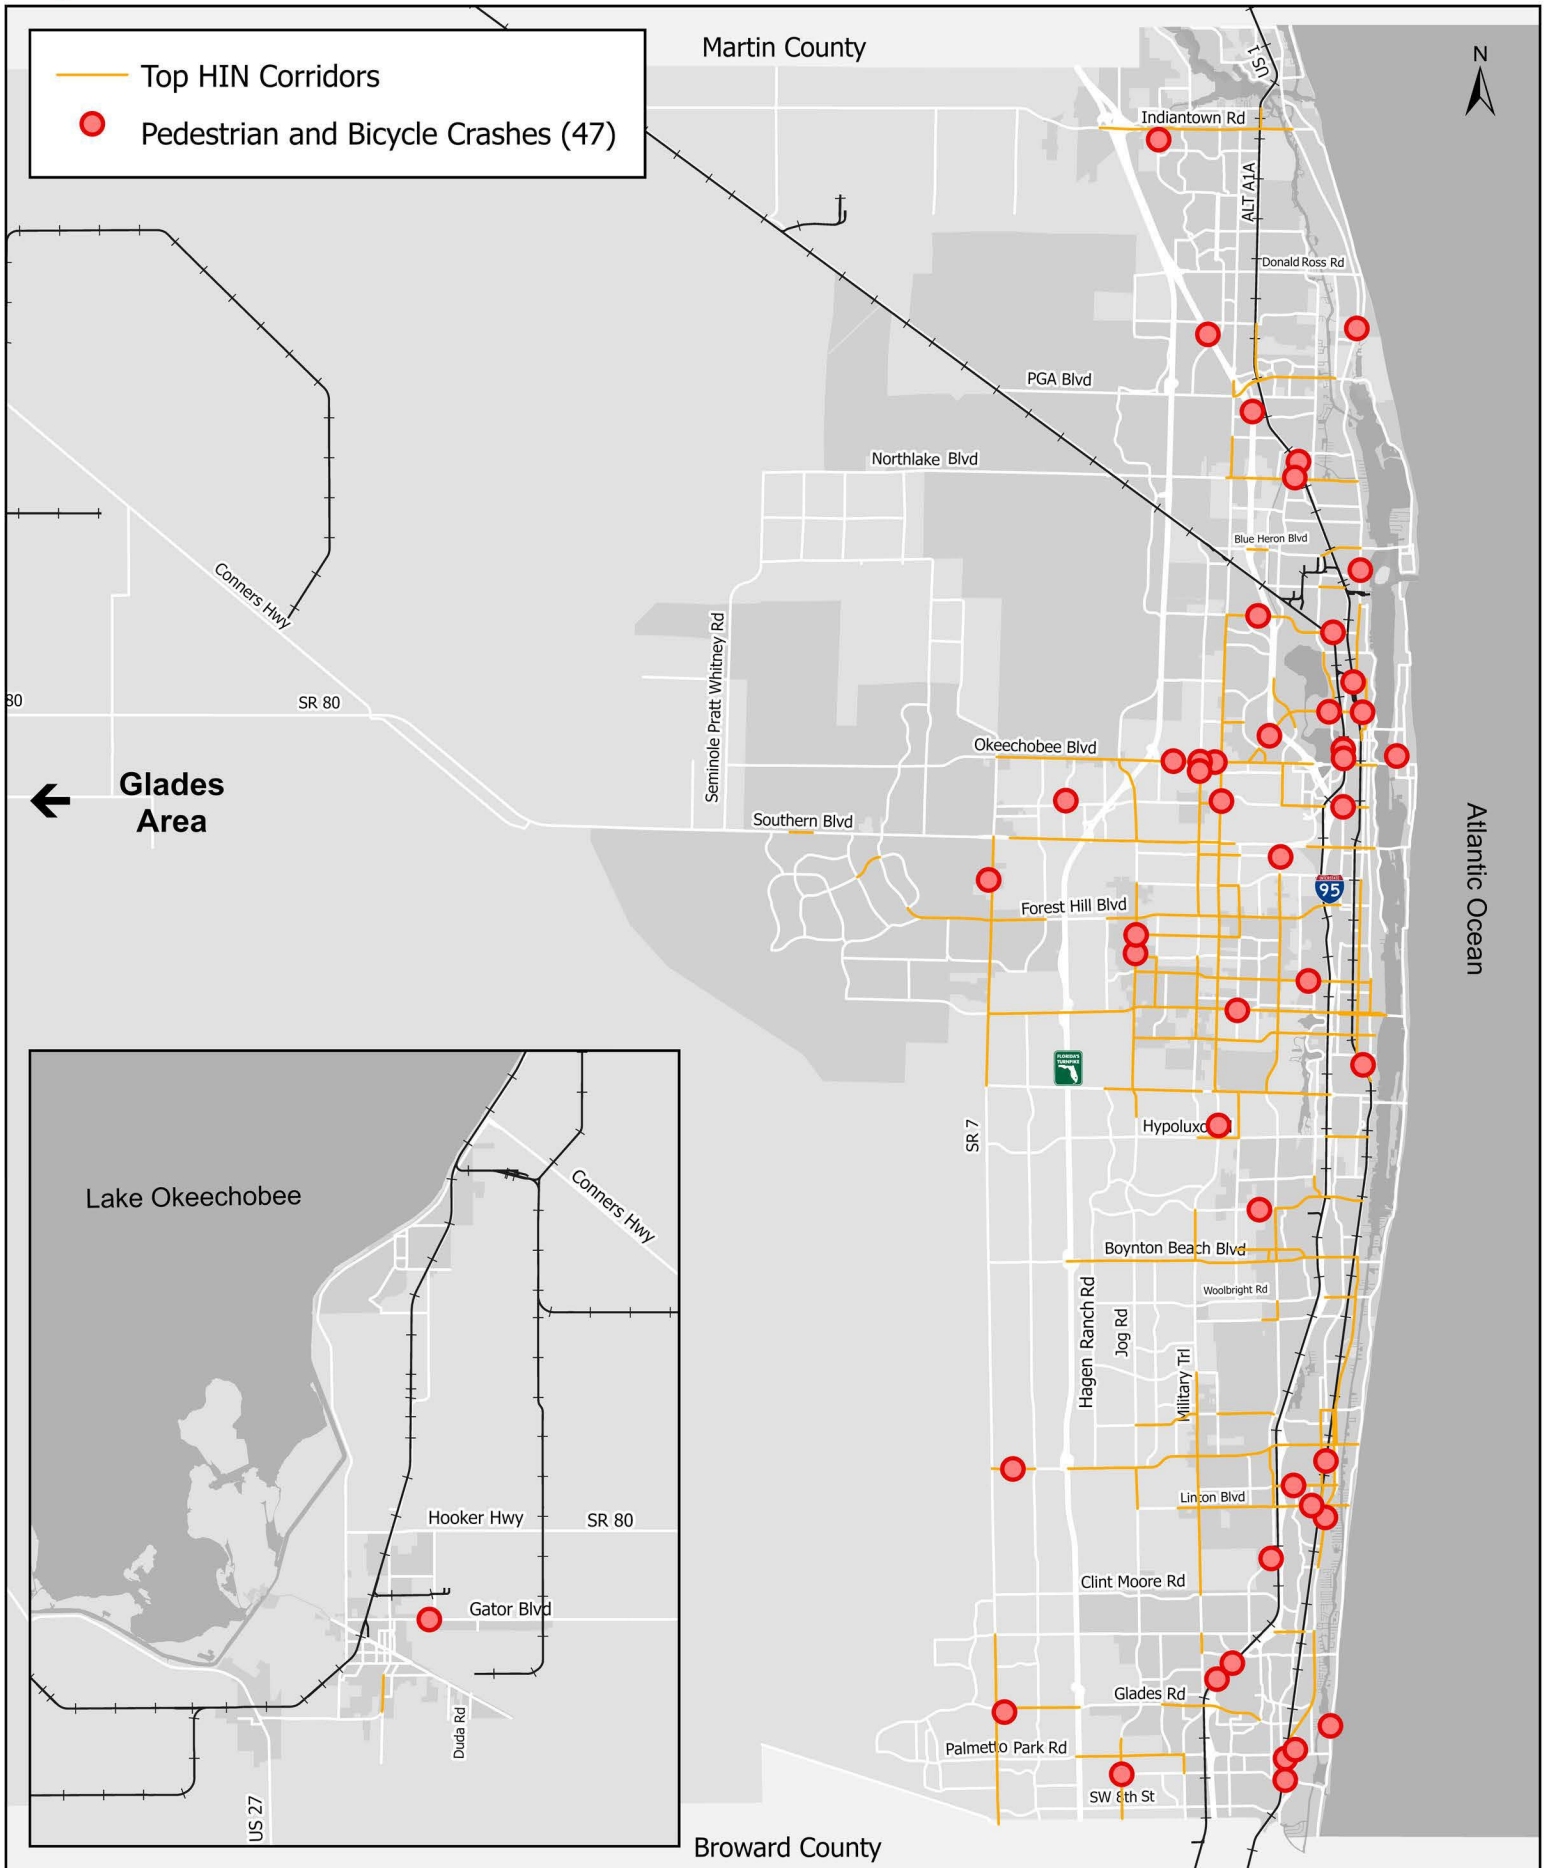 Martin County
Top HIN Corridors
Pedestrian and Bicycle Crashes (47)
N
US 1
Indiantown Rd
ALT A1A
Donald Ross Rd
PGA Blvd
Northlake Blvd
Blue Heron Blvd
Conners Hwy
Seminole Pratt Whitney Rd
80
SR 80
Okeechobee Blvd
Glades
Area
Southern Blvd
Atlantic Ocean
95
Forest Hill Blvd
FLORIDA'S
TURNPIKE
SR 7
Hypoluxo
Lake Okeechobee
Conners Hwy
Boynton Beach Blvd
Woolbright Rd
Hagen Ranch Rd
Jog Rd
Military Trl
Linton Blvd
Hooker Hwy
SR 80
Clint Moore Rd
Gator Blvd
Glades Rd
Duda Rd
Palmetto Park Rd
SW 8th St
US 27
Broward County